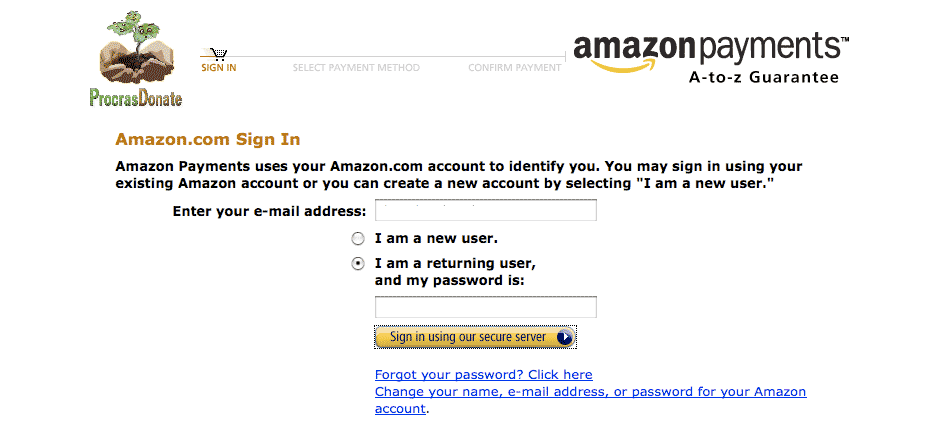 ProcrasDonate
SIGN IN SELECT PAYMENT METHOD CONFIRM PAYMENT
amazonpayments™
A-to-z Guarantee
Amazon.com Sign In
Amazon Payments uses your Amazon.com account to identify you. You may sign in using your
existing Amazon account or you can create a new account by selecting "I am a new user."
Enter your e-mail address:
I am a new user.
I am a returning user,
and my password is:
Sign in using our secure server
Forgot your password? Click here
Change your name, e-mail address, or password for your Amazon
account.